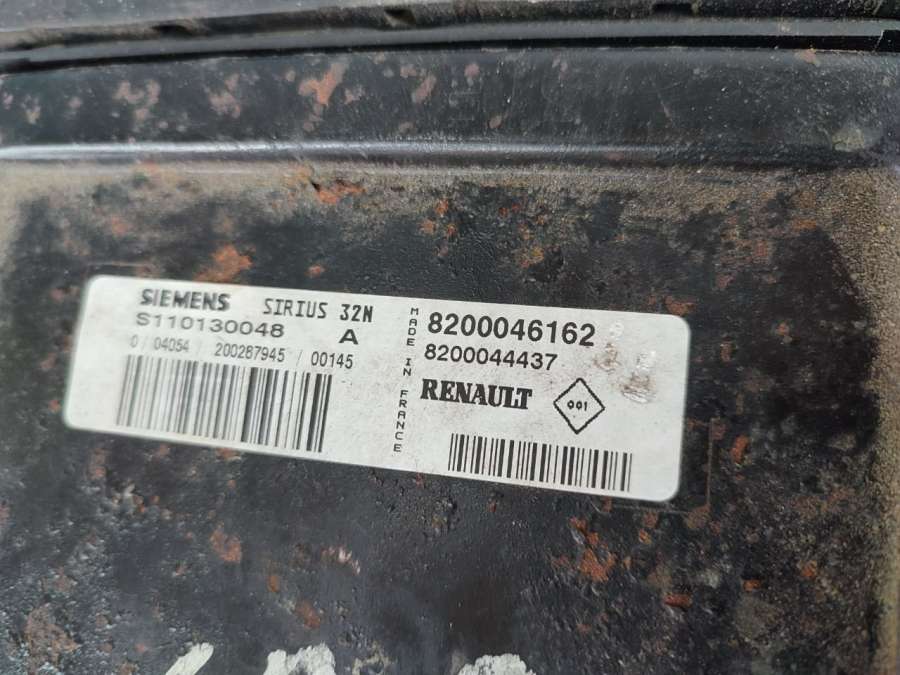 SIEMENS SIRIUS 32N
S110130048 A
0 / 04054 / 200287945 / 00145
MADE IN FRANCE
8200046162
8200044437
RENAULT
001